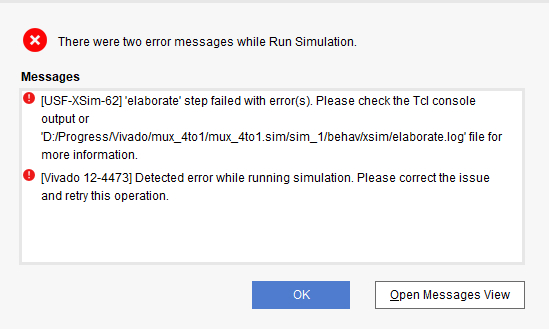 There were two error messages while Run Simulation.
Messages
[USF-XSim-62] 'elaborate' step failed with error(s). Please check the Tcl console
output or
'D:/Progress/Vivado/mux_4to1/mux_4to1.sim/sim_1/behav/xsim/elaborate.log' file for
more information.
[Vivado 12-4473] Detected error while running simulation. Please correct the issue
and retry this operation.
OK
Open Messages View